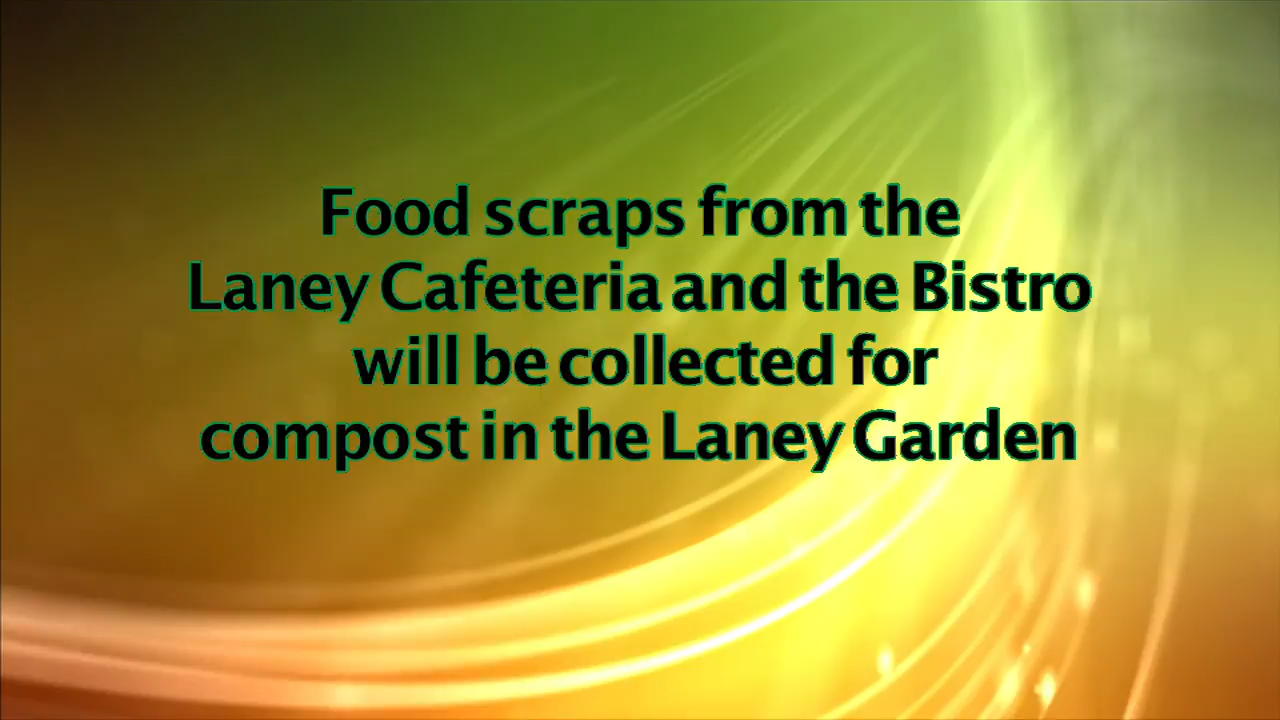 Food scraps from the
Laney Cafeteria and the Bistro
will be collected for
compost in the Laney Garden